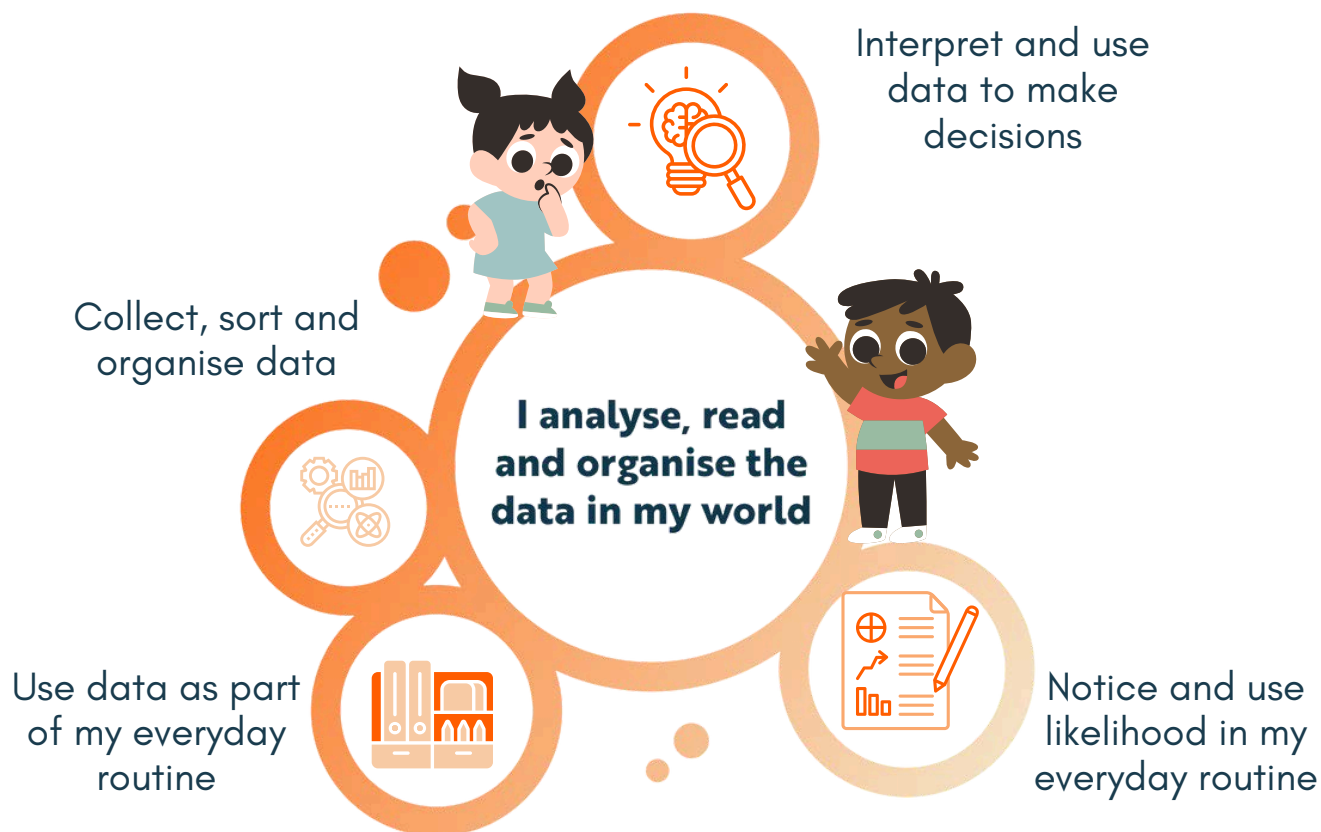 Interpret and use
data to make
decisions
Collect, sort and
organise data
I analyse, read
and organise the
data in my world
Use data as part
of my everyday
routine
Notice and use
likelihood in my
everyday routine